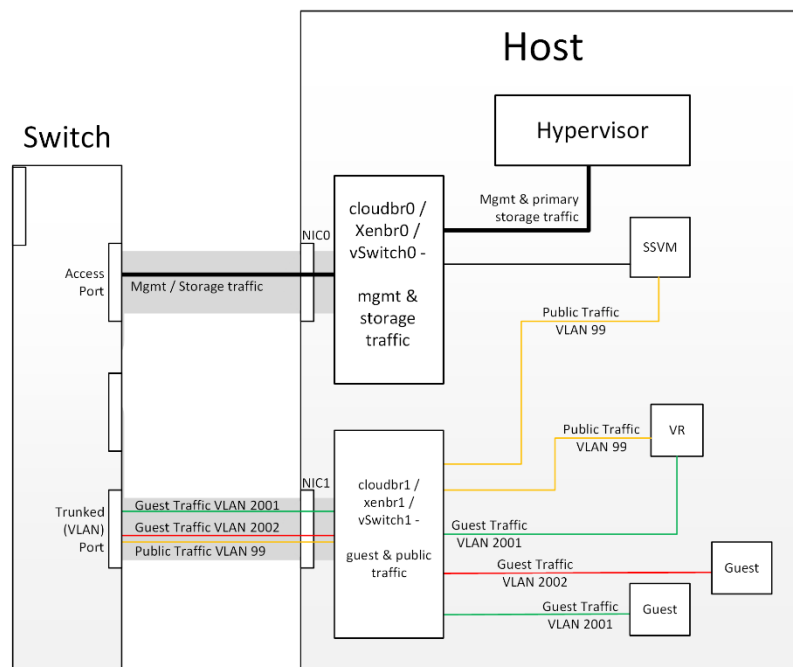 Host
Switch
Hypervisor
Mgmt & primary
storage traffic
cloudbr0 /
Xenbr0 /
vSwitch0 -
mgmt &
storage
traffic
NIC0
SSVM
Access
Port
Mgmt / Storage traffic
Public Traffic
VLAN 99
Public Traffic
VLAN 99
VR
NIC1
cloudbr1 /
xenbr1 /
vSwitch1 -
guest & public
traffic
Trunked
(VLAN)
Port
Guest Traffic VLAN 2001
Guest Traffic VLAN 2002
Public Traffic VLAN 99
Guest Traffic
VLAN 2001
Guest Traffic
VLAN 2002
Guest
Guest Traffic
VLAN 2001
Guest